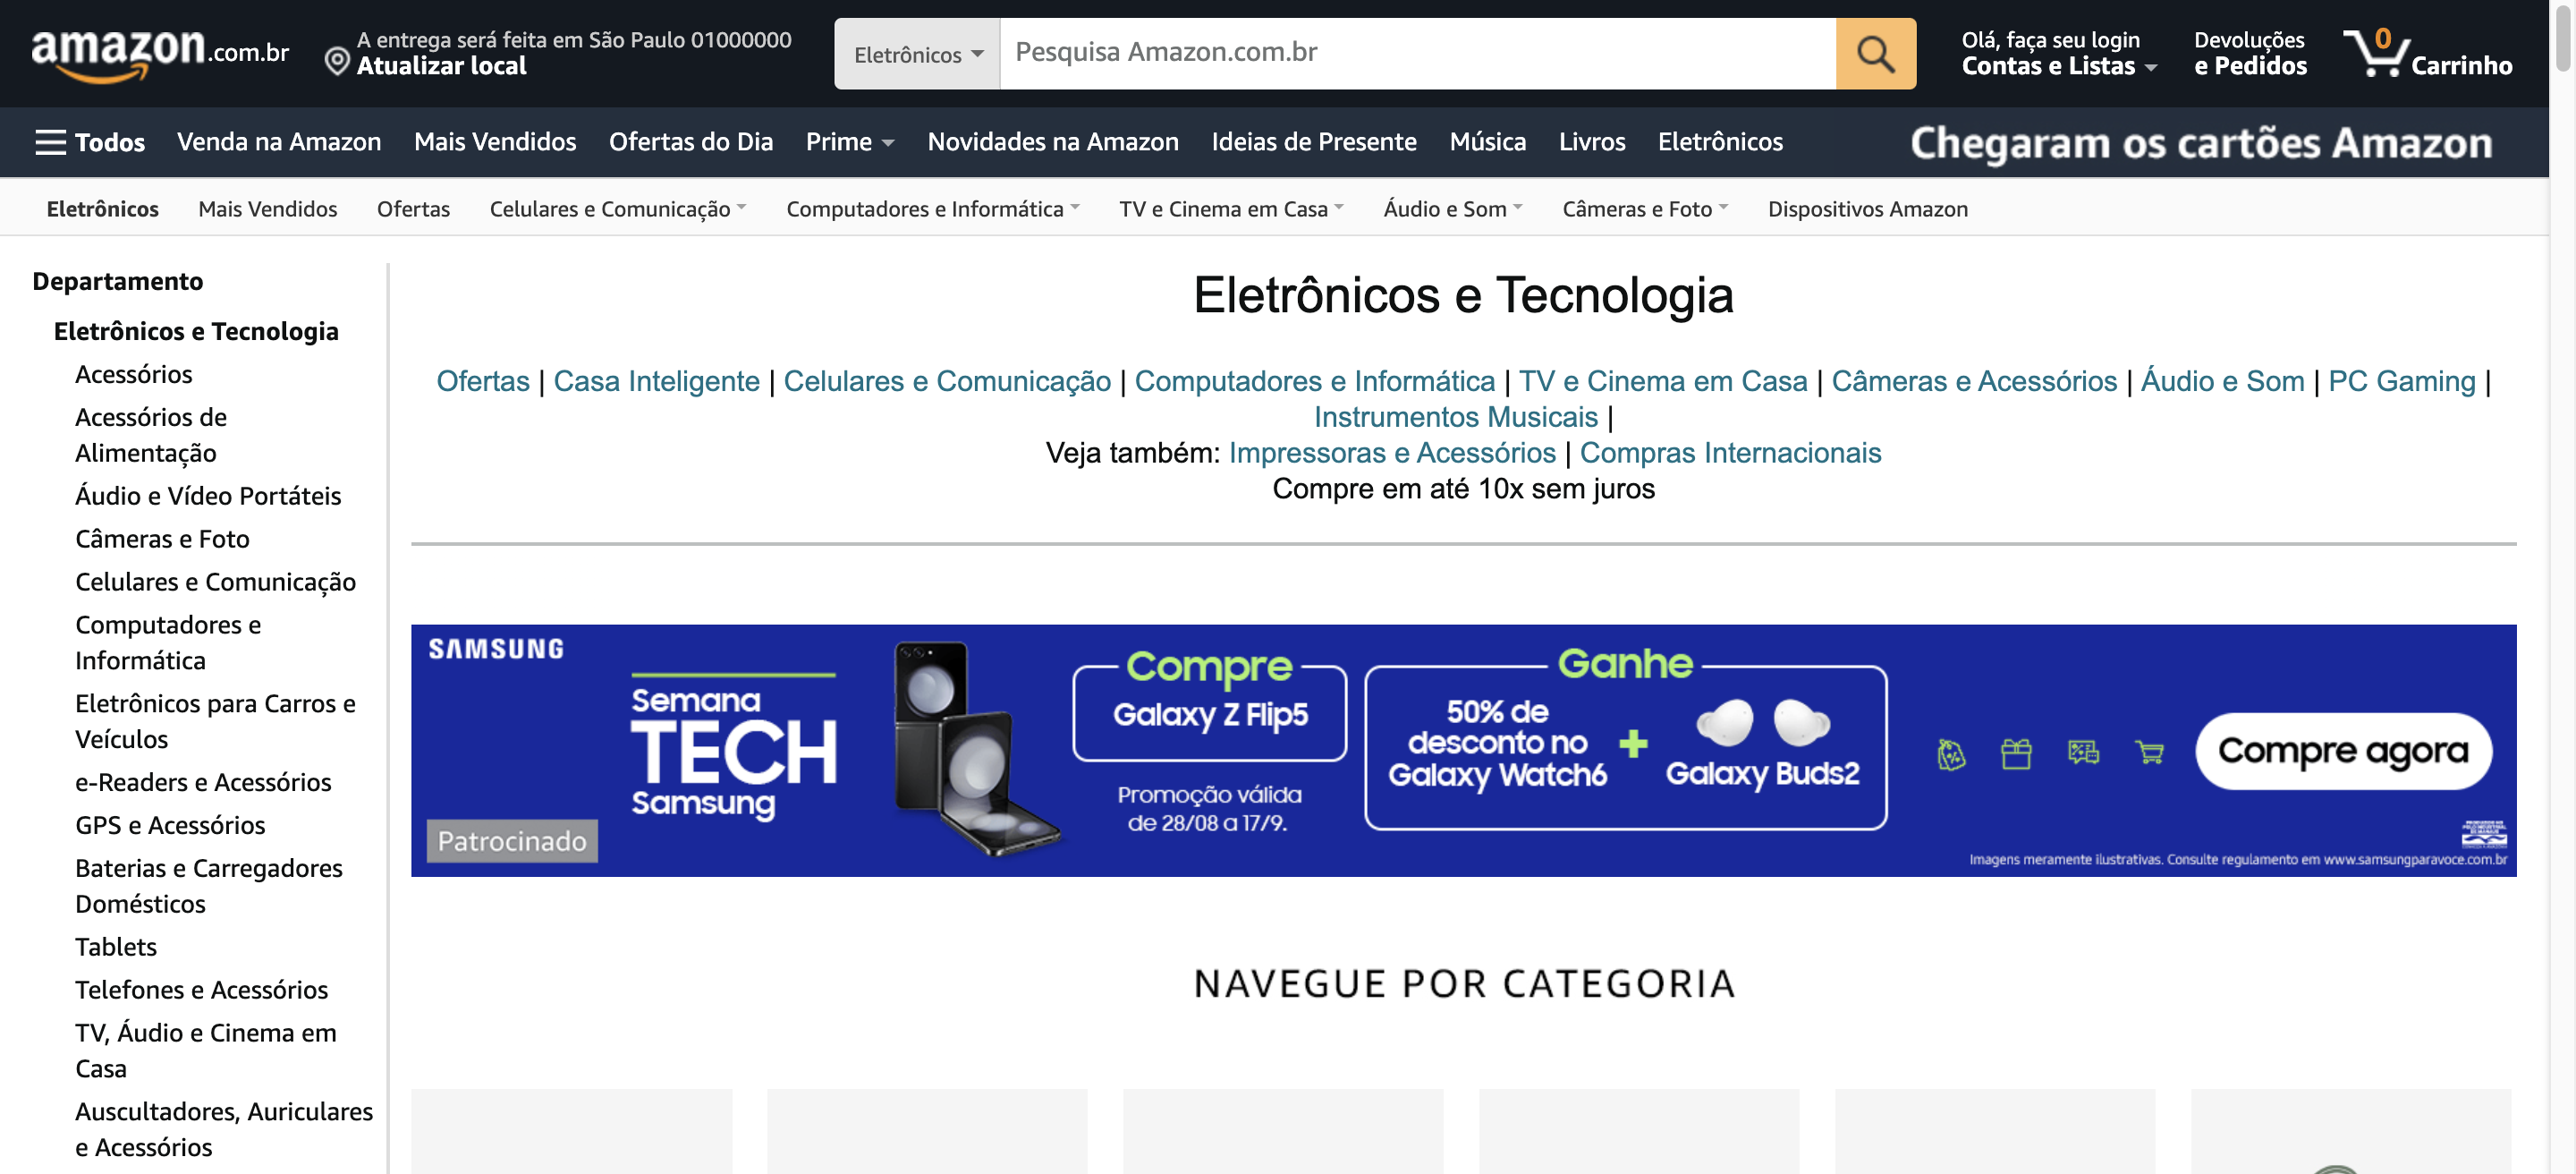 amazon.com.br
A entrega será feita em São Paulo 01000000
Atualizar local
Eletrônicos
Pesquisa Amazon.com.br
Olá, faça seu login
Contas e Listas
Devoluções
e Pedidos
0
Carrinho
Todos
Venda na Amazon
Mais Vendidos
Ofertas do Dia
Prime
Novidades na Amazon
Ideias de Presente
Música
Livros
Eletrônicos
Chegaram os cartões Amazon
Eletrônicos
Mais Vendidos
Ofertas
Celulares e Comunicação
Computadores e Informática
TV e Cinema em Casa
Áudio e Som
Câmeras e Foto
Dispositivos Amazon
Departamento
Eletrônicos e Tecnologia
Acessórios
Acessórios de
Alimentação
Áudio e Vídeo Portáteis
Câmeras e Foto
Celulares e Comunicação
Computadores e
Informática
Eletrônicos para Carros e
Veículos
e-Readers e Acessórios
GPS e Acessórios
Baterias e Carregadores
Domésticos
Tablets
Telefones e Acessórios
TV, Áudio e Cinema em
Casa
Auscultadores, Auriculares
e Acessórios
Eletrônicos e Tecnologia
Ofertas | Casa Inteligente | Celulares e Comunicação | Computadores e Informática | TV e Cinema em Casa | Câmeras e Acessórios | Áudio e Som | PC Gaming |
Instrumentos Musicais |
Veja também: Impressoras e Acessórios | Compras Internacionais
Compre em até 10x sem juros
SAMSUNG
Semana
TECH
Samsung
Patrocinado
Compre
Galaxy Z Flip5
Promoção válida
de 28/08 a 17/9.
Ganhe
50% de
desconto no
Galaxy Watch6
+
Galaxy Buds2
Compre agora
Imagens meramente ilustrativas. Consulte regulamento em www.samsungparavoce.com.br
NAVEGUE POR CATEGORIA